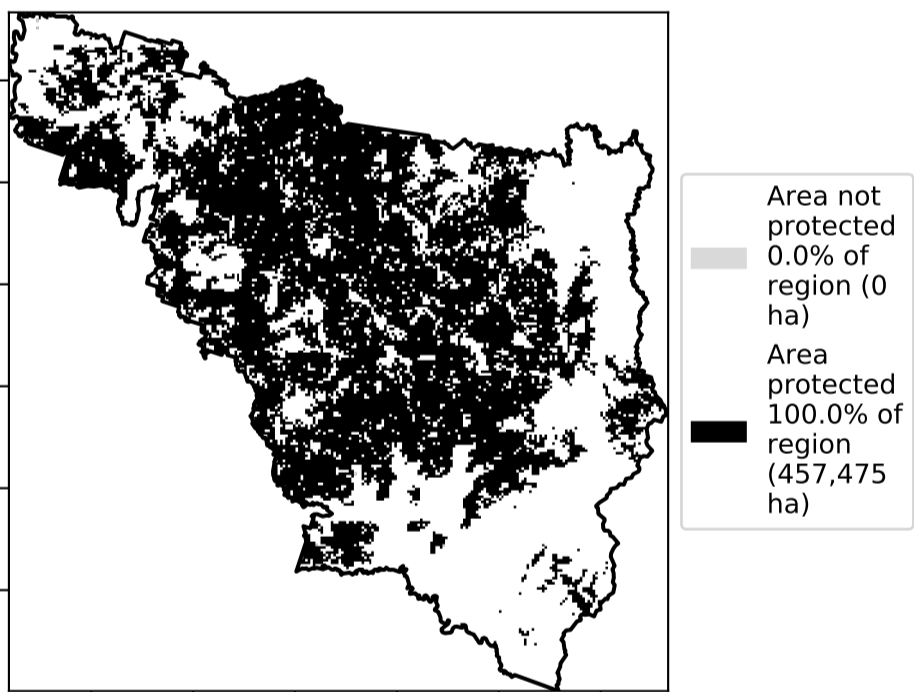 Area not
protected
0.0% of
region (0
ha)
Area
protected
100.0% of
region
(457,475
ha)